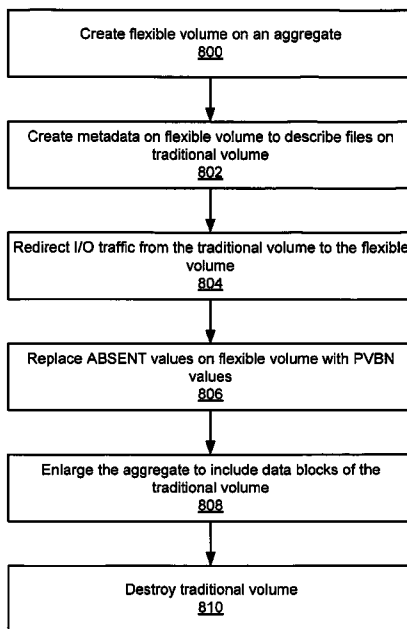 Create flexible volume on an aggregate
800
Create metadata on flexible volume to describe files on
traditional volume
802
Redirect I/O traffic from the traditional volume to the flexible
volume
804
Replace ABSENT values on flexible volume with PVBN
values
806
Enlarge the aggregate to include data blocks of the
traditional volume
808
Destroy traditional volume
810